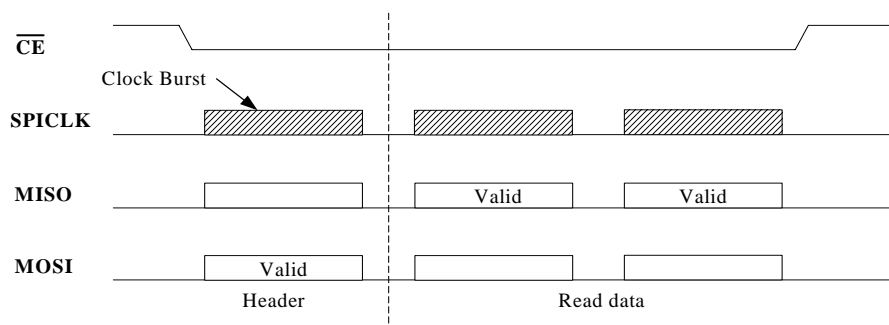 CE
Clock Burst
SPICLK
MISO
Valid
Valid
MOSI
Valid
Header
Read data